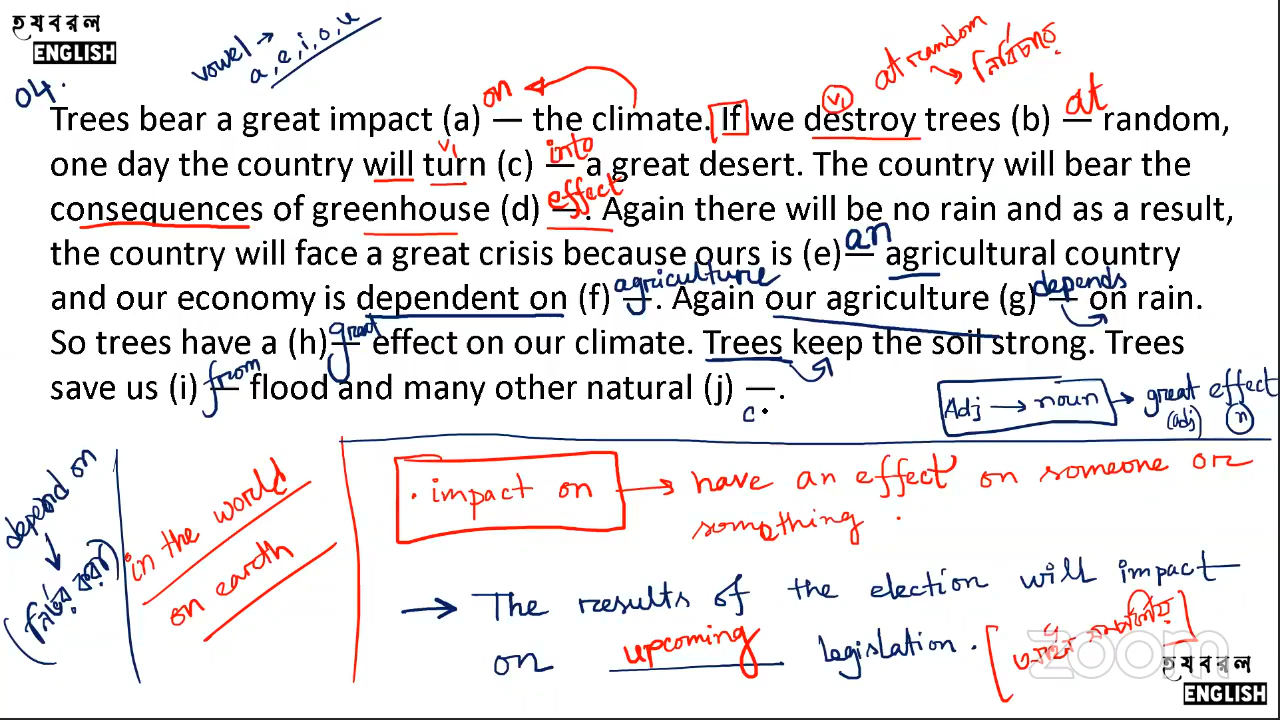 হ য ব র ল
ENGLISH
vowel →
a, e, i, o, u
04.
at random
on
V1
at
Trees bear a great impact (a) — the climate. If we destroy trees (b) — random,
V1
into
one day the country will turn (c) — a great desert. The country will bear the
effect
consequences of greenhouse (d) —. Again there will be no rain and as a result,
an
the country will face a great crisis because ours is (e) — agricultural country
agriculture
depends
and our economy is dependent on (f) —. Again our agriculture (g) — on rain.
great
So trees have a (h) — effect on our climate. Trees keep the soil strong. Trees
from
save us (i) — flood and many other natural (j) —.
c
Adj → noun → great effect
(adj) (n)
depend on
in the world
on earth
impact on → have an effect on someone or
something.
→ The results of the election will impact
on upcoming legislation.
zoom
হ য ব র ল
ENGLISH